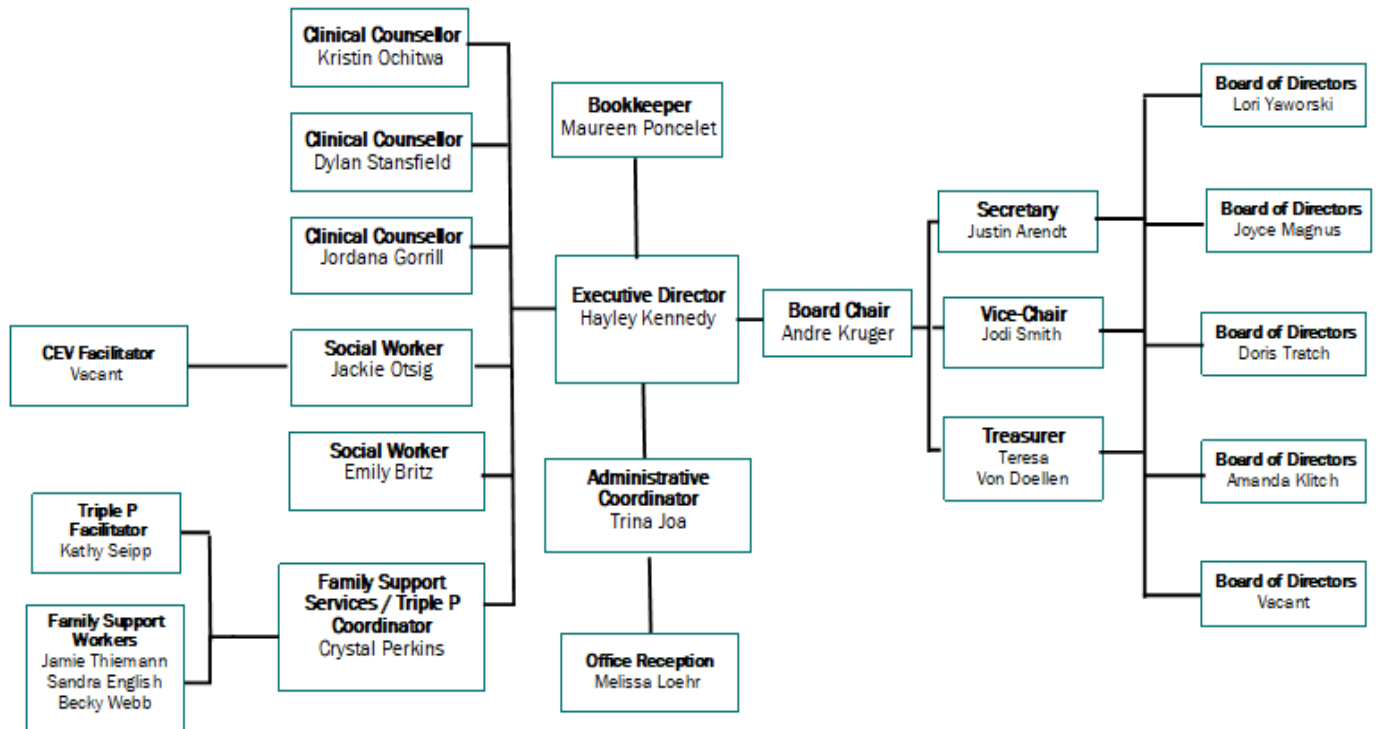 Clinical Counsellor
Kristin Ochitwa
Clinical Counsellor
Dylan Stansfield
Clinical Counsellor
Jordana Gorrill
CEV Facilitator
Vacant
Social Worker
Jackie Otsig
Social Worker
Emily Britz
Triple P
Facilitator
Kathy Seipp
Family Support
Workers
Jamie Thiemann
Sandra English
Becky Webb
Family Support
Services / Triple P
Coordinator
Crystal Perkins
Bookkeeper
Maureen Poncelet
Executive Director
Hayley Kennedy
Administrative
Coordinator
Trina Joa
Office Reception
Melissa Loehr
Board Chair
Andre Kruger
Secretary
Justin Arendt
Vice-Chair
Jodi Smith
Treasurer
Teresa
Von Doellen
Board of Directors
Lori Yaworski
Board of Directors
Joyce Magnus
Board of Directors
Doris Tratch
Board of Directors
Amanda Klitch
Board of Directors
Vacant